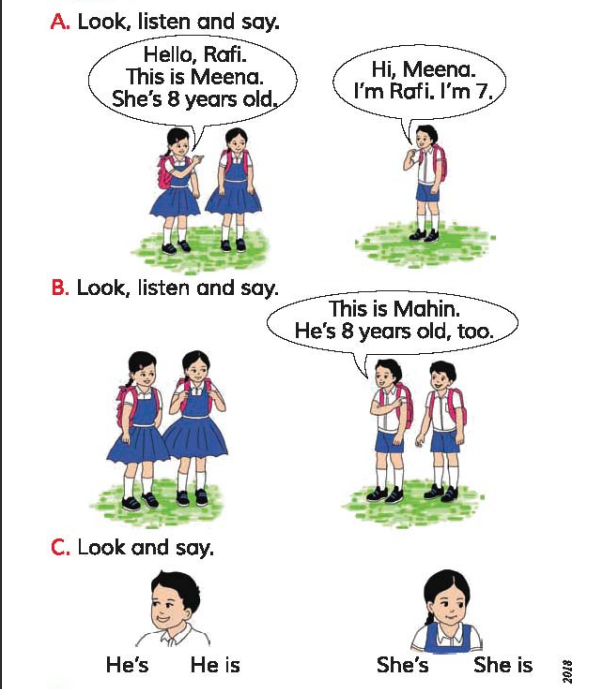 A. Look, listen and say.
Hello, Rafi.
This is Meena.
She's 8 years old.
Hi, Meena.
I'm Rafi. I'm 7.
B. Look, listen and say.
This is Mahin.
He's 8 years old, too.
C. Look and say.
He's He is She's She is
2018